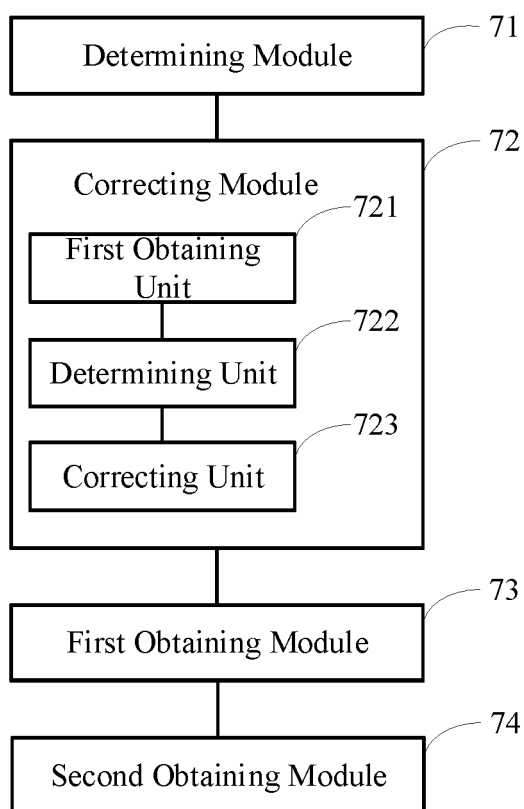 71
Determining Module
72
Correcting Module
721
First Obtaining
Unit
722
Determining Unit
723
Correcting Unit
73
First Obtaining Module
74
Second Obtaining Module